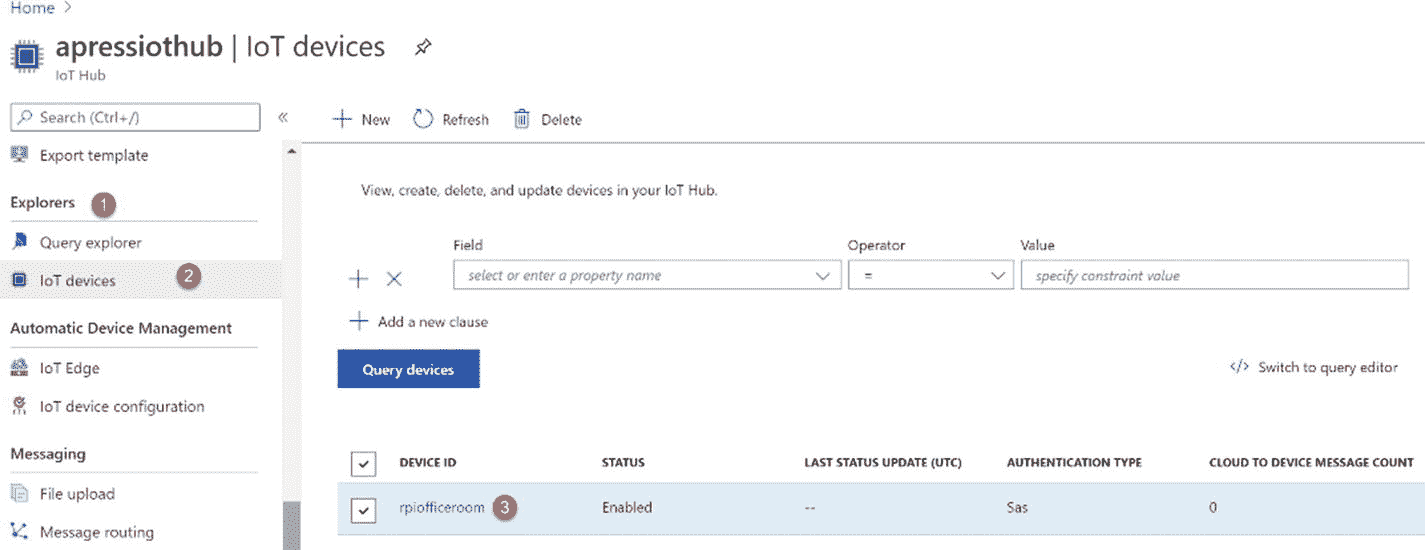 Home >
apressiothub | IoT devices
IoT Hub
Search (Ctrl+/)
«
New
Refresh
Delete
Export template
Explorers 1
Query explorer
IoT devices 2
Automatic Device Management
IoT Edge
IoT device configuration
Messaging
File upload
Message routing
View, create, delete, and update devices in your IoT Hub.
Field Operator Value
select or enter a property name = specify constraint value
Add a new clause
Query devices
</> Switch to query editor
DEVICE ID STATUS LAST STATUS UPDATE (UTC) AUTHENTICATION TYPE CLOUD TO DEVICE MESSAGE COUNT
rpiofficeroom 3 Enabled -- Sas 0